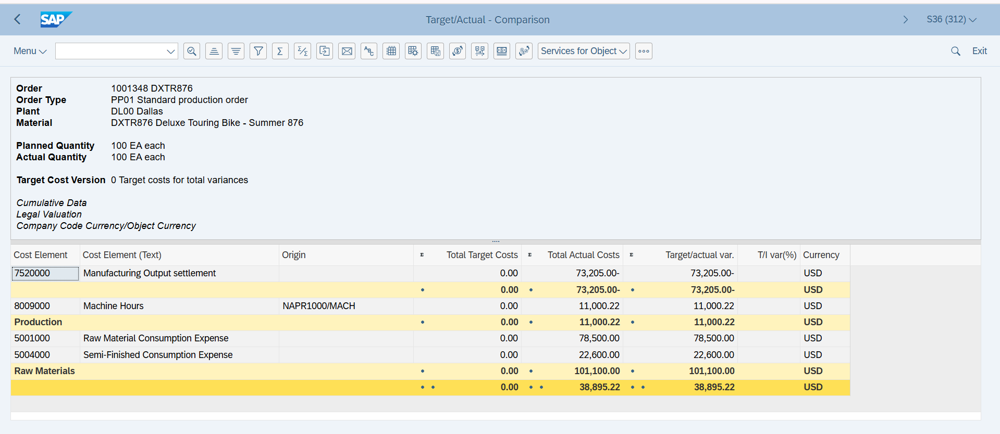 SAP Target/Actual - Comparison S36 (312)
Menu Services for Object Exit
Order 1001348 DXTR876
Order Type PP01 Standard production order
Plant DL00 Dallas
Material DXTR876 Deluxe Touring Bike - Summer 876
Planned Quantity 100 EA each
Actual Quantity 100 EA each
Target Cost Version 0 Target costs for total variances
Cumulative Data
Legal Valuation
Company Code Currency/Object Currency
Cost Element Cost Element (Text) Origin Σ Total Target Costs Σ Total Actual Costs Σ Target/actual var. T/I var(%) Currency
7520000 Manufacturing Output settlement 0.00 73,205.00- 73,205.00- USD
• 0.00 • 73,205.00- • 73,205.00- USD
8009000 Machine Hours NAPR1000/MACH 0.00 11,000.22 11,000.22 USD
Production • 0.00 • 11,000.22 • 11,000.22 USD
5001000 Raw Material Consumption Expense 0.00 78,500.00 78,500.00 USD
5004000 Semi-Finished Consumption Expense 0.00 22,600.00 22,600.00 USD
Raw Materials • 0.00 • 101,100.00 • 101,100.00 USD
• • 0.00 • • 38,895.22 • • 38,895.22 USD